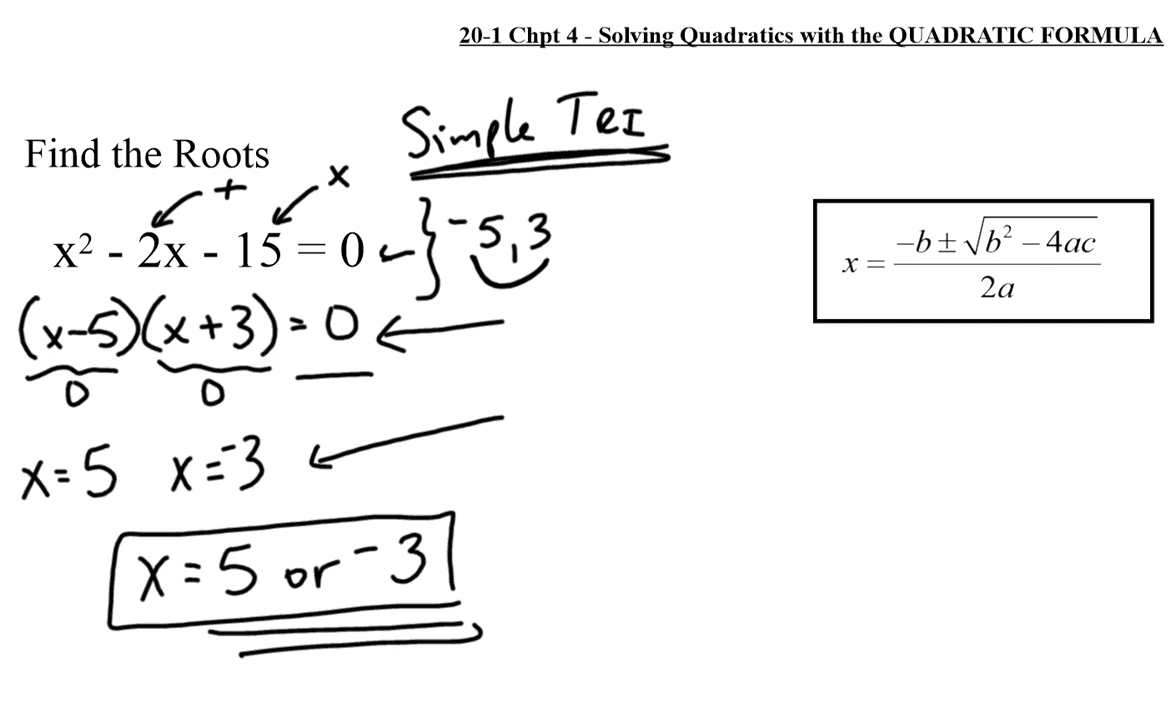 20-1 Chpt 4 - Solving Quadratics with the QUADRATIC FORMULA
Simple TRI
Find the Roots
+ x
x² - 2x - 15 = 0 } ⁻5, 3
x = (−b ± √(b² − 4ac)) / 2a
(x-5)(x+3) = 0
0 0
x = 5 x = ⁻3
x = 5 or ⁻3